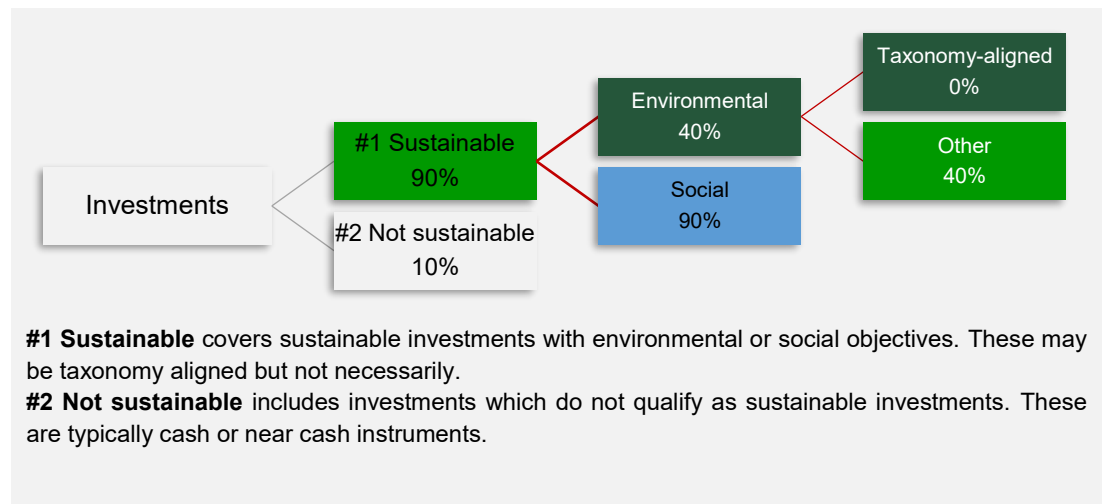 Investments
#1 Sustainable
90%
#2 Not sustainable
10%
Environmental
40%
Social
90%
Taxonomy-aligned
0%
Other
40%
#1 Sustainable covers sustainable investments with environmental or social objectives. These may
be taxonomy aligned but not necessarily.
#2 Not sustainable includes investments which do not qualify as sustainable investments. These
are typically cash or near cash instruments.